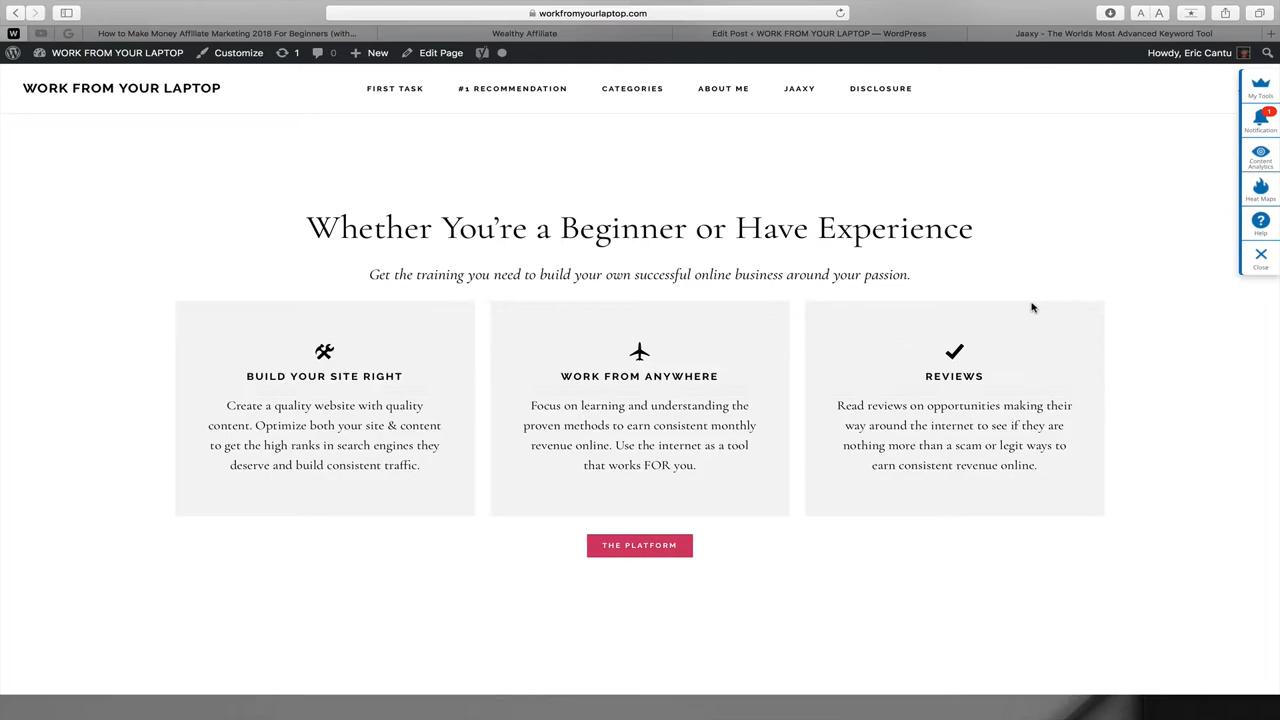 workfromyourlaptop.com
W
How to Make Money Affiliate Marketing 2018 For Beginners (with...
Wealthy Affiliate
Edit Post ‹ WORK FROM YOUR LAPTOP — WordPress
Jaaxy - The Worlds Most Advanced Keyword Tool
WORK FROM YOUR LAPTOP
Customize
1
0
New
Edit Page
Howdy, Eric Cantu
WORK FROM YOUR LAPTOP
FIRST TASK
#1 RECOMMENDATION
CATEGORIES
ABOUT ME
JAAXY
DISCLOSURE
My Tools
1
Notification
Content
Analytics
Heat Maps
?
Help
Close
Whether You're a Beginner or Have Experience
Get the training you need to build your own successful online business around your passion.
BUILD YOUR SITE RIGHT
Create a quality website with quality
content. Optimize both your site & content
to get the high ranks in search engines they
deserve and build consistent traffic.
WORK FROM ANYWHERE
Focus on learning and understanding the
proven methods to earn consistent monthly
revenue online. Use the internet as a tool
that works FOR you.
REVIEWS
Read reviews on opportunities making their
way around the internet to see if they are
nothing more than a scam or legit ways to
earn consistent revenue online.
THE PLATFORM